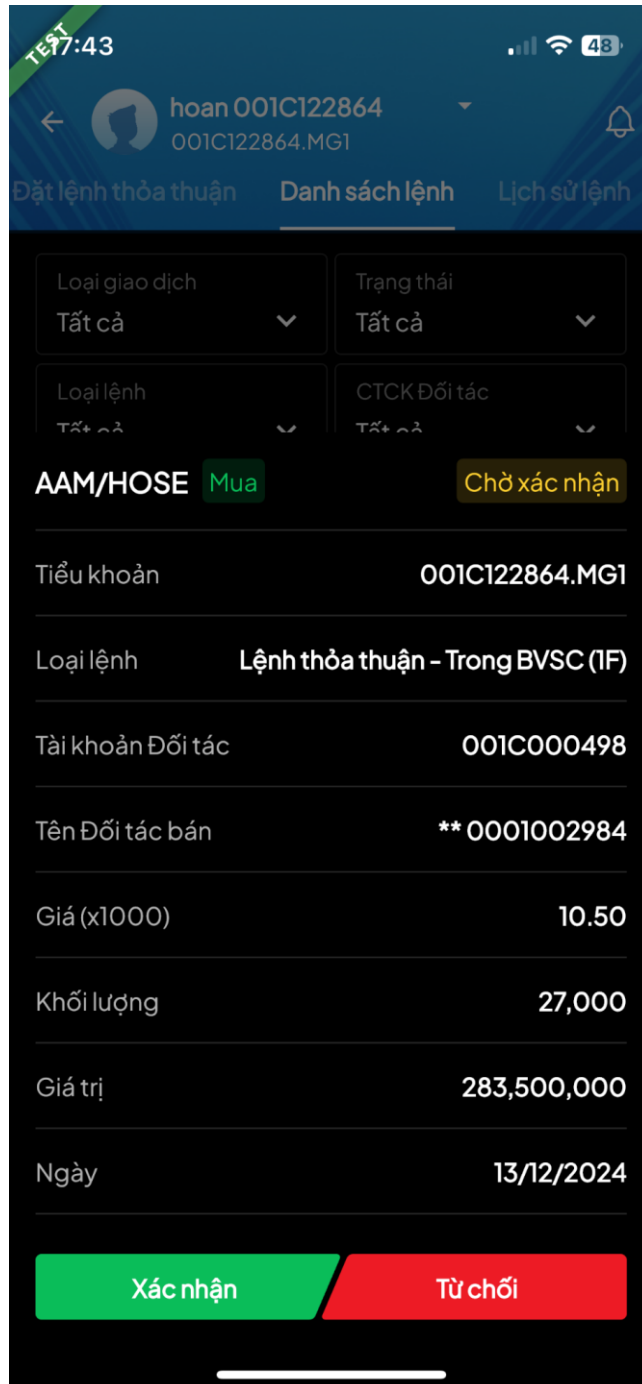 TEST
17:43
48
hoan 001C122864
001C122864.MG1
Đặt lệnh thỏa thuận Danh sách lệnh Lịch sử lệnh
Loại giao dịch Trạng thái
Tất cả Tất cả
Loại lệnh CTCK Đối tác
Tất cả Tất cả
AAM/HOSE Mua Chờ xác nhận
Tiểu khoản 001C122864.MG1
Loại lệnh Lệnh thỏa thuận - Trong BVSC (1F)
Tài khoản Đối tác 001C000498
Tên Đối tác bán ** 0001002984
Giá (x1000) 10.50
Khối lượng 27,000
Giá trị 283,500,000
Ngày 13/12/2024
Xác nhận Từ chối